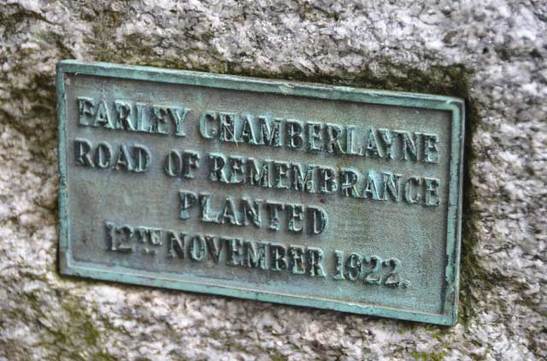 FARLEY CHAMBERLAYNE
ROAD OF REMEMBRANCE
PLANTED
12TH NOVEMBER 1922.